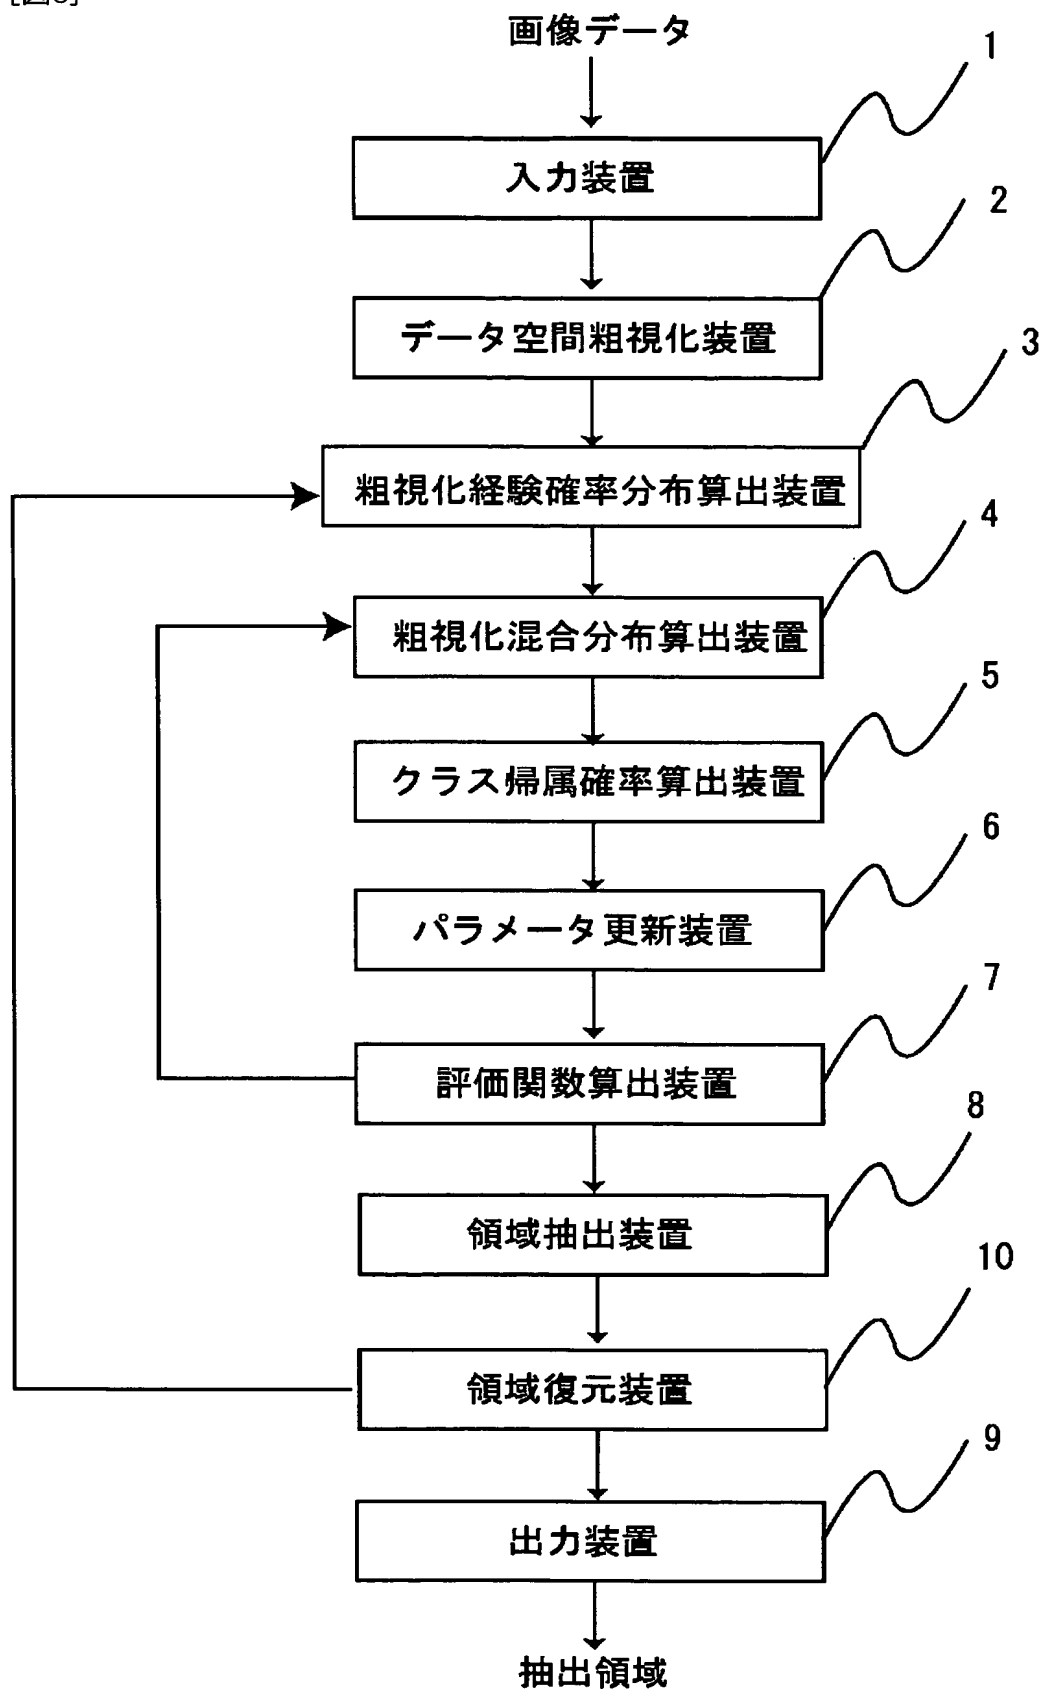 画像データ
1
入力装置
2
データ空間粗視化装置
3
粗視化経験確率分布算出装置
4
粗視化混合分布算出装置
5
クラス帰属確率算出装置
6
パラメータ更新装置
7
評価関数算出装置
8
領域抽出装置
10
領域復元装置
9
出力装置
抽出領域